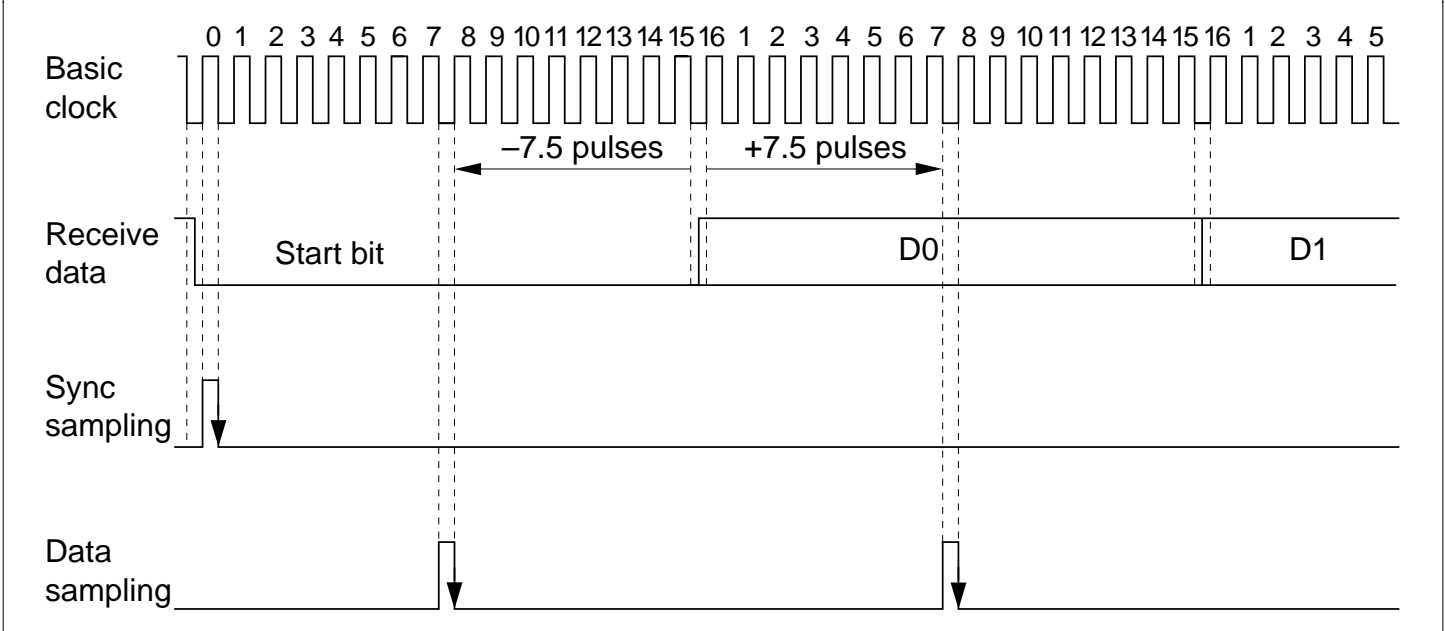 0 1 2 3 4 5 6 7 8 9 10 11 12 13 14 15 16 1 2 3 4 5 6 7 8 9 10 11 12 13 14 15 16 1 2 3 4 5
Basic
clock
–7.5 pulses +7.5 pulses
Receive
data
Start bit D0 D1
Sync
sampling
Data
sampling